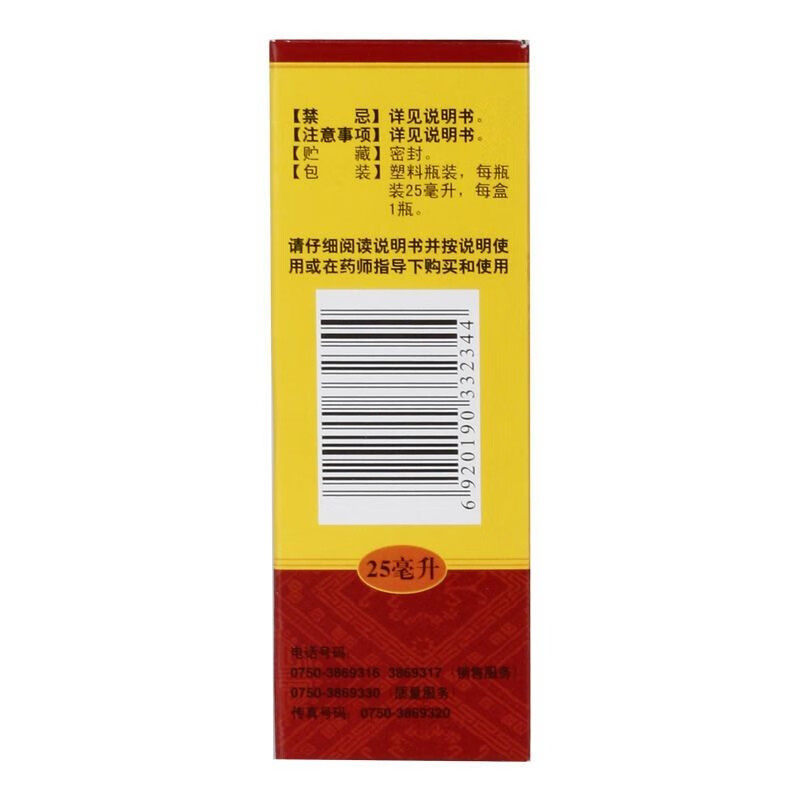 【禁　　忌】详见说明书。
【注意事项】详见说明书。
【贮　　藏】密封。
【包　　装】塑料瓶装，每瓶
装25毫升，每盒
1瓶。
请仔细阅读说明书并按说明使
用或在药师指导下购买和使用
6920190332344
25毫升
电话号码:
0750-3869316 3869317（销售服务）
0750-3869330（质量服务）
传真号码: 0750-3869320